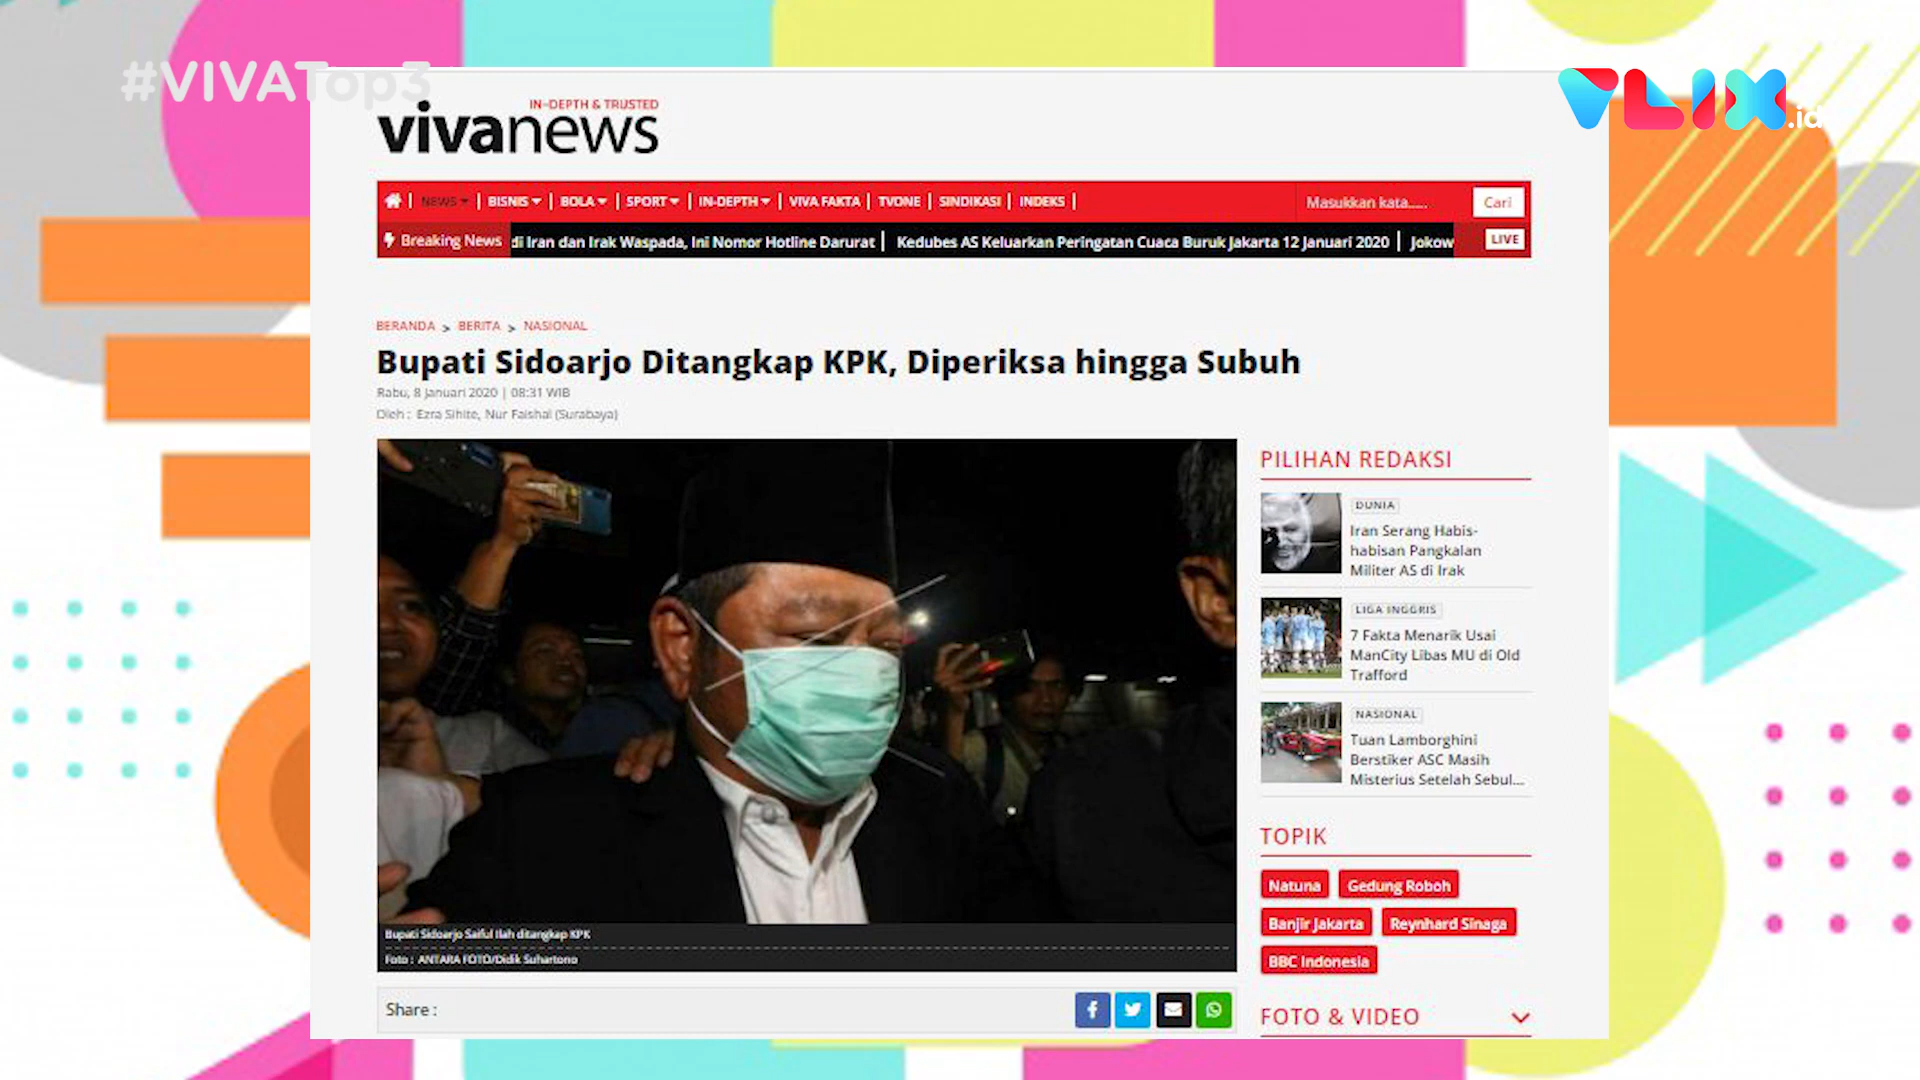 #VIVATop3
VLIX.id
IN-DEPTH & TRUSTED
vivanews
NEWS
BISNIS
BOLA
SPORT
IN-DEPTH
VIVA FAKTA
TVONE
SINDIKASI
INDEKS
Masukkan kata.....
Cari
Breaking News
di Iran dan Irak Waspada, Ini Nomor Hotline Darurat
Kedubes AS Keluarkan Peringatan Cuaca Buruk Jakarta 12 Januari 2020
Jokow
LIVE
BERANDA > BERITA > NASIONAL
Bupati Sidoarjo Ditangkap KPK, Diperiksa hingga Subuh
Rabu, 8 Januari 2020 | 08:31 WIB
Oleh : Ezra Sihite, Nur Faishal (Surabaya)
Bupati Sidoarjo Saiful Ilah ditangkap KPK
Foto : ANTARA FOTO/Didik Suhartono
Share :
PILIHAN REDAKSI
DUNIA
Iran Serang Habis-
habisan Pangkalan
Militer AS di Irak
LIGA INGGRIS
7 Fakta Menarik Usai
ManCity Libas MU di Old
Trafford
NASIONAL
Tuan Lamborghini
Berstiker ASC Masih
Misterius Setelah Sebul...
TOPIK
Natuna
Gedung Roboh
Banjir Jakarta
Reynhard Sinaga
BBC Indonesia
FOTO & VIDEO